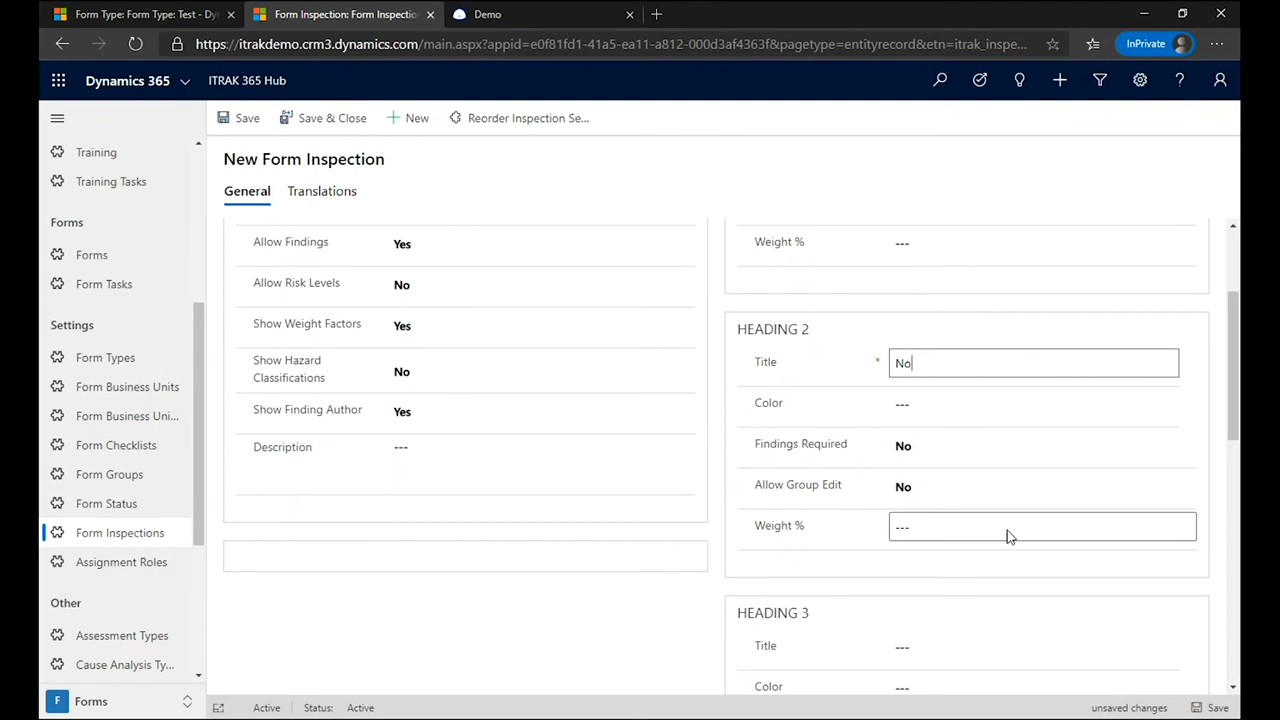 Form Type: Form Type: Test - Dyn
Form Inspection: Form Inspectio
Demo
https://itrakdemo.crm3.dynamics.com/main.aspx?appid=e0f81fd1-41a5-ea11-a812-000d3af4363f&pagetype=entityrecord&etn=itrak_inspe...
InPrivate
Dynamics 365
ITRAK 365 Hub
Save
Save & Close
New
Reorder Inspection Se...
New Form Inspection
General
Translations
Training
Training Tasks
Forms
Forms
Form Tasks
Settings
Form Types
Form Business Units
Form Business Uni...
Form Checklists
Form Groups
Form Status
Form Inspections
Assignment Roles
Other
Assessment Types
Cause Analysis Ty...
F Forms
Allow Findings Yes
Allow Risk Levels No
Show Weight Factors Yes
Show Hazard
Classifications No
Show Finding Author Yes
Description ---
Weight % ---
HEADING 2
Title * No
Color ---
Findings Required No
Allow Group Edit No
Weight % ---
HEADING 3
Title ---
Color ---
Active
Status: Active
unsaved changes
Save